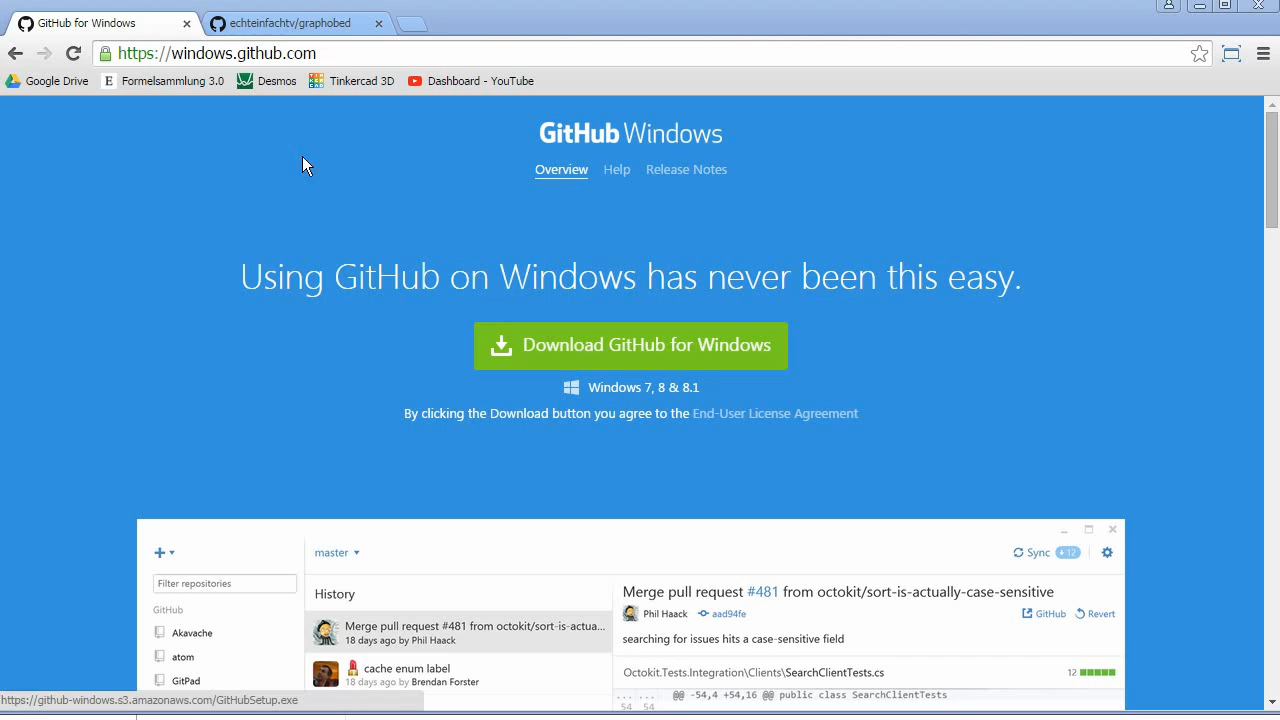 GitHub for Windows
echteinfachtv/graphobed
https://windows.github.com
Google Drive
Formelsammlung 3.0
Desmos
Tinkercad 3D
Dashboard - YouTube
GitHub Windows
Overview Help Release Notes
Using GitHub on Windows has never been this easy.
Download GitHub for Windows
Windows 7, 8 & 8.1
By clicking the Download button you agree to the End-User License Agreement
master
Sync 12
Filter repositories
History
Merge pull request #481 from octokit/sort-is-actually-case-sensitive
GitHub
Phil Haack aad94fe
GitHub Revert
Akavache
Merge pull request #481 from octokit/sort-is-actua...
18 days ago by Phil Haack
searching for issues hits a case-sensitive field
atom
cache enum label
18 days ago by Brendan Forster
Octokit.Tests.Integration\Clients\SearchClientTests.cs
12
GitPad
... ... @@ -54,4 +54,16 @@ public class SearchClientTests
54 54
https://github-windows.s3.amazonaws.com/GitHubSetup.exe